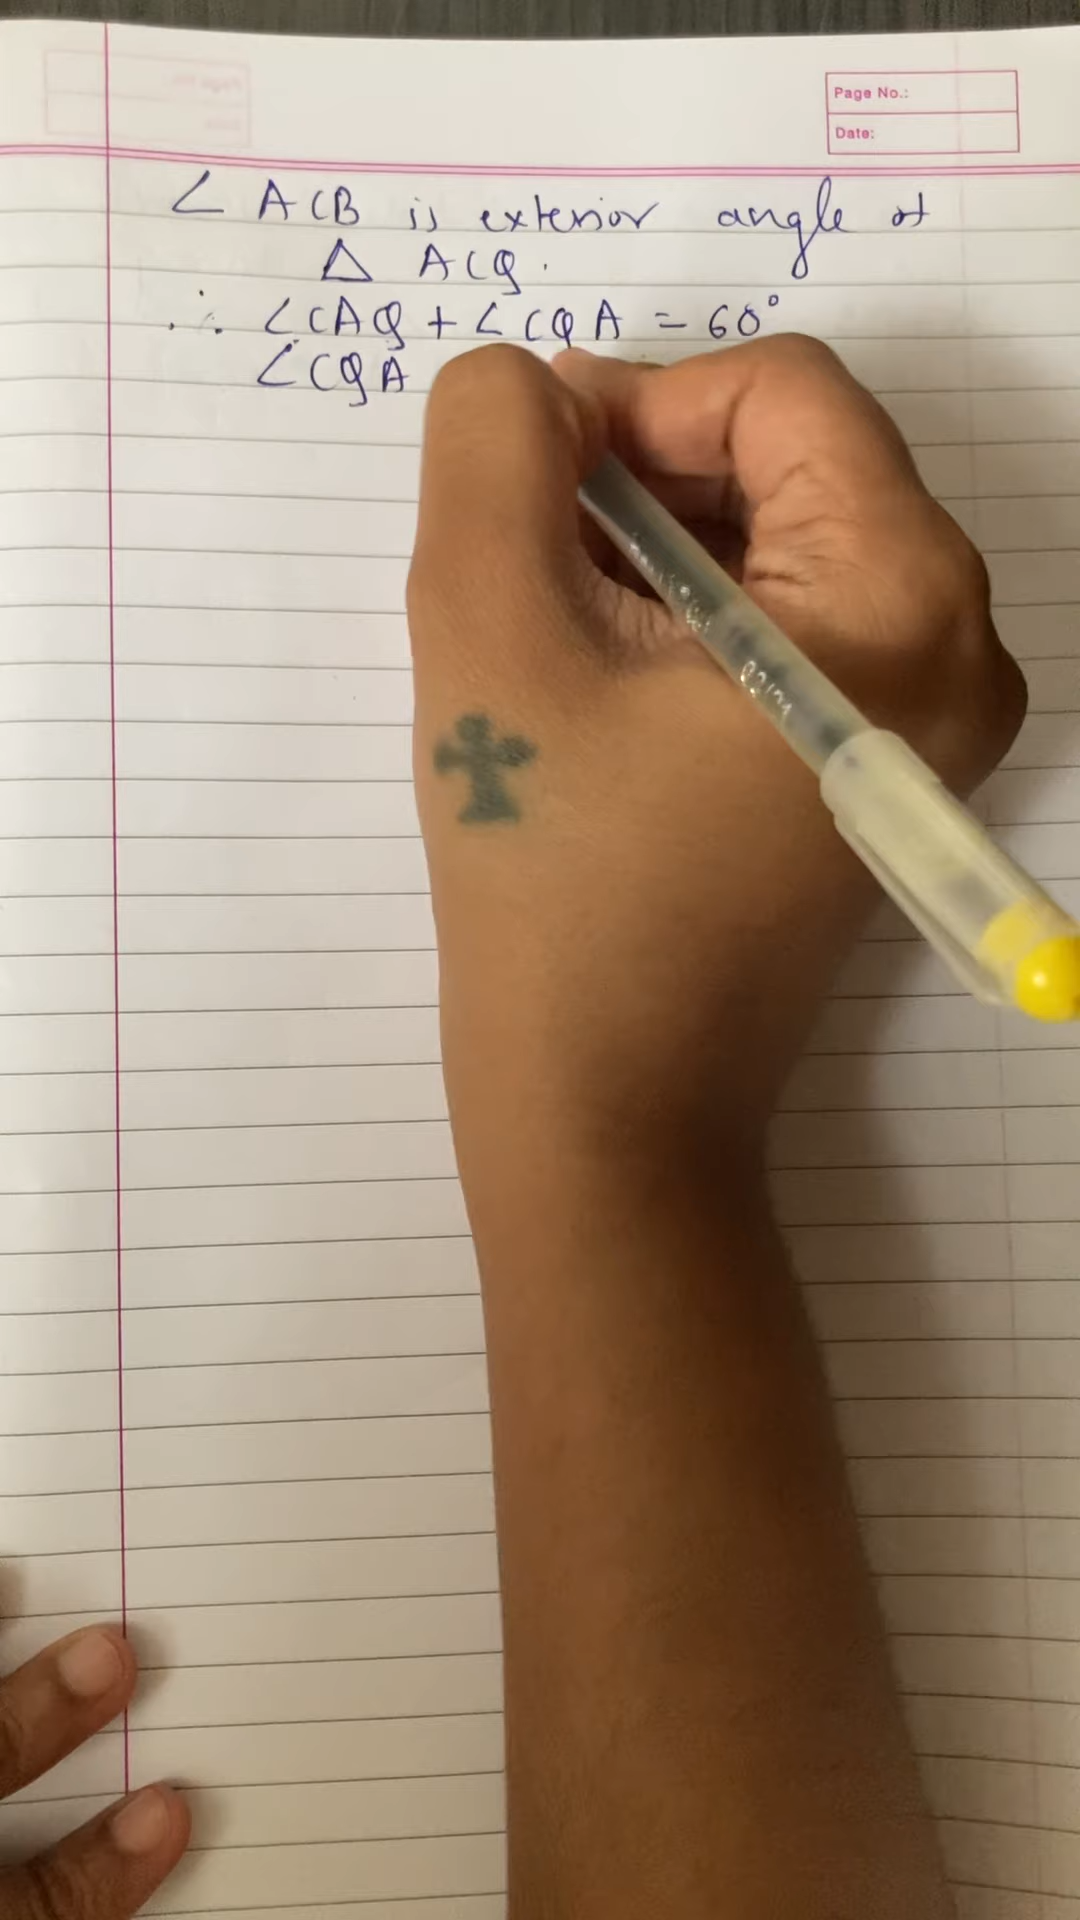 Page No.:
Date:
∠ ACB is exterior angle of
△ ACQ.
∴ ∠CAQ + ∠CQA = 60°
∠CQA